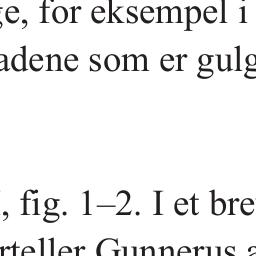 ge, for eksempel i
adene som er gulg
, fig. 1–2. I et bre
rteller Gunnerus a